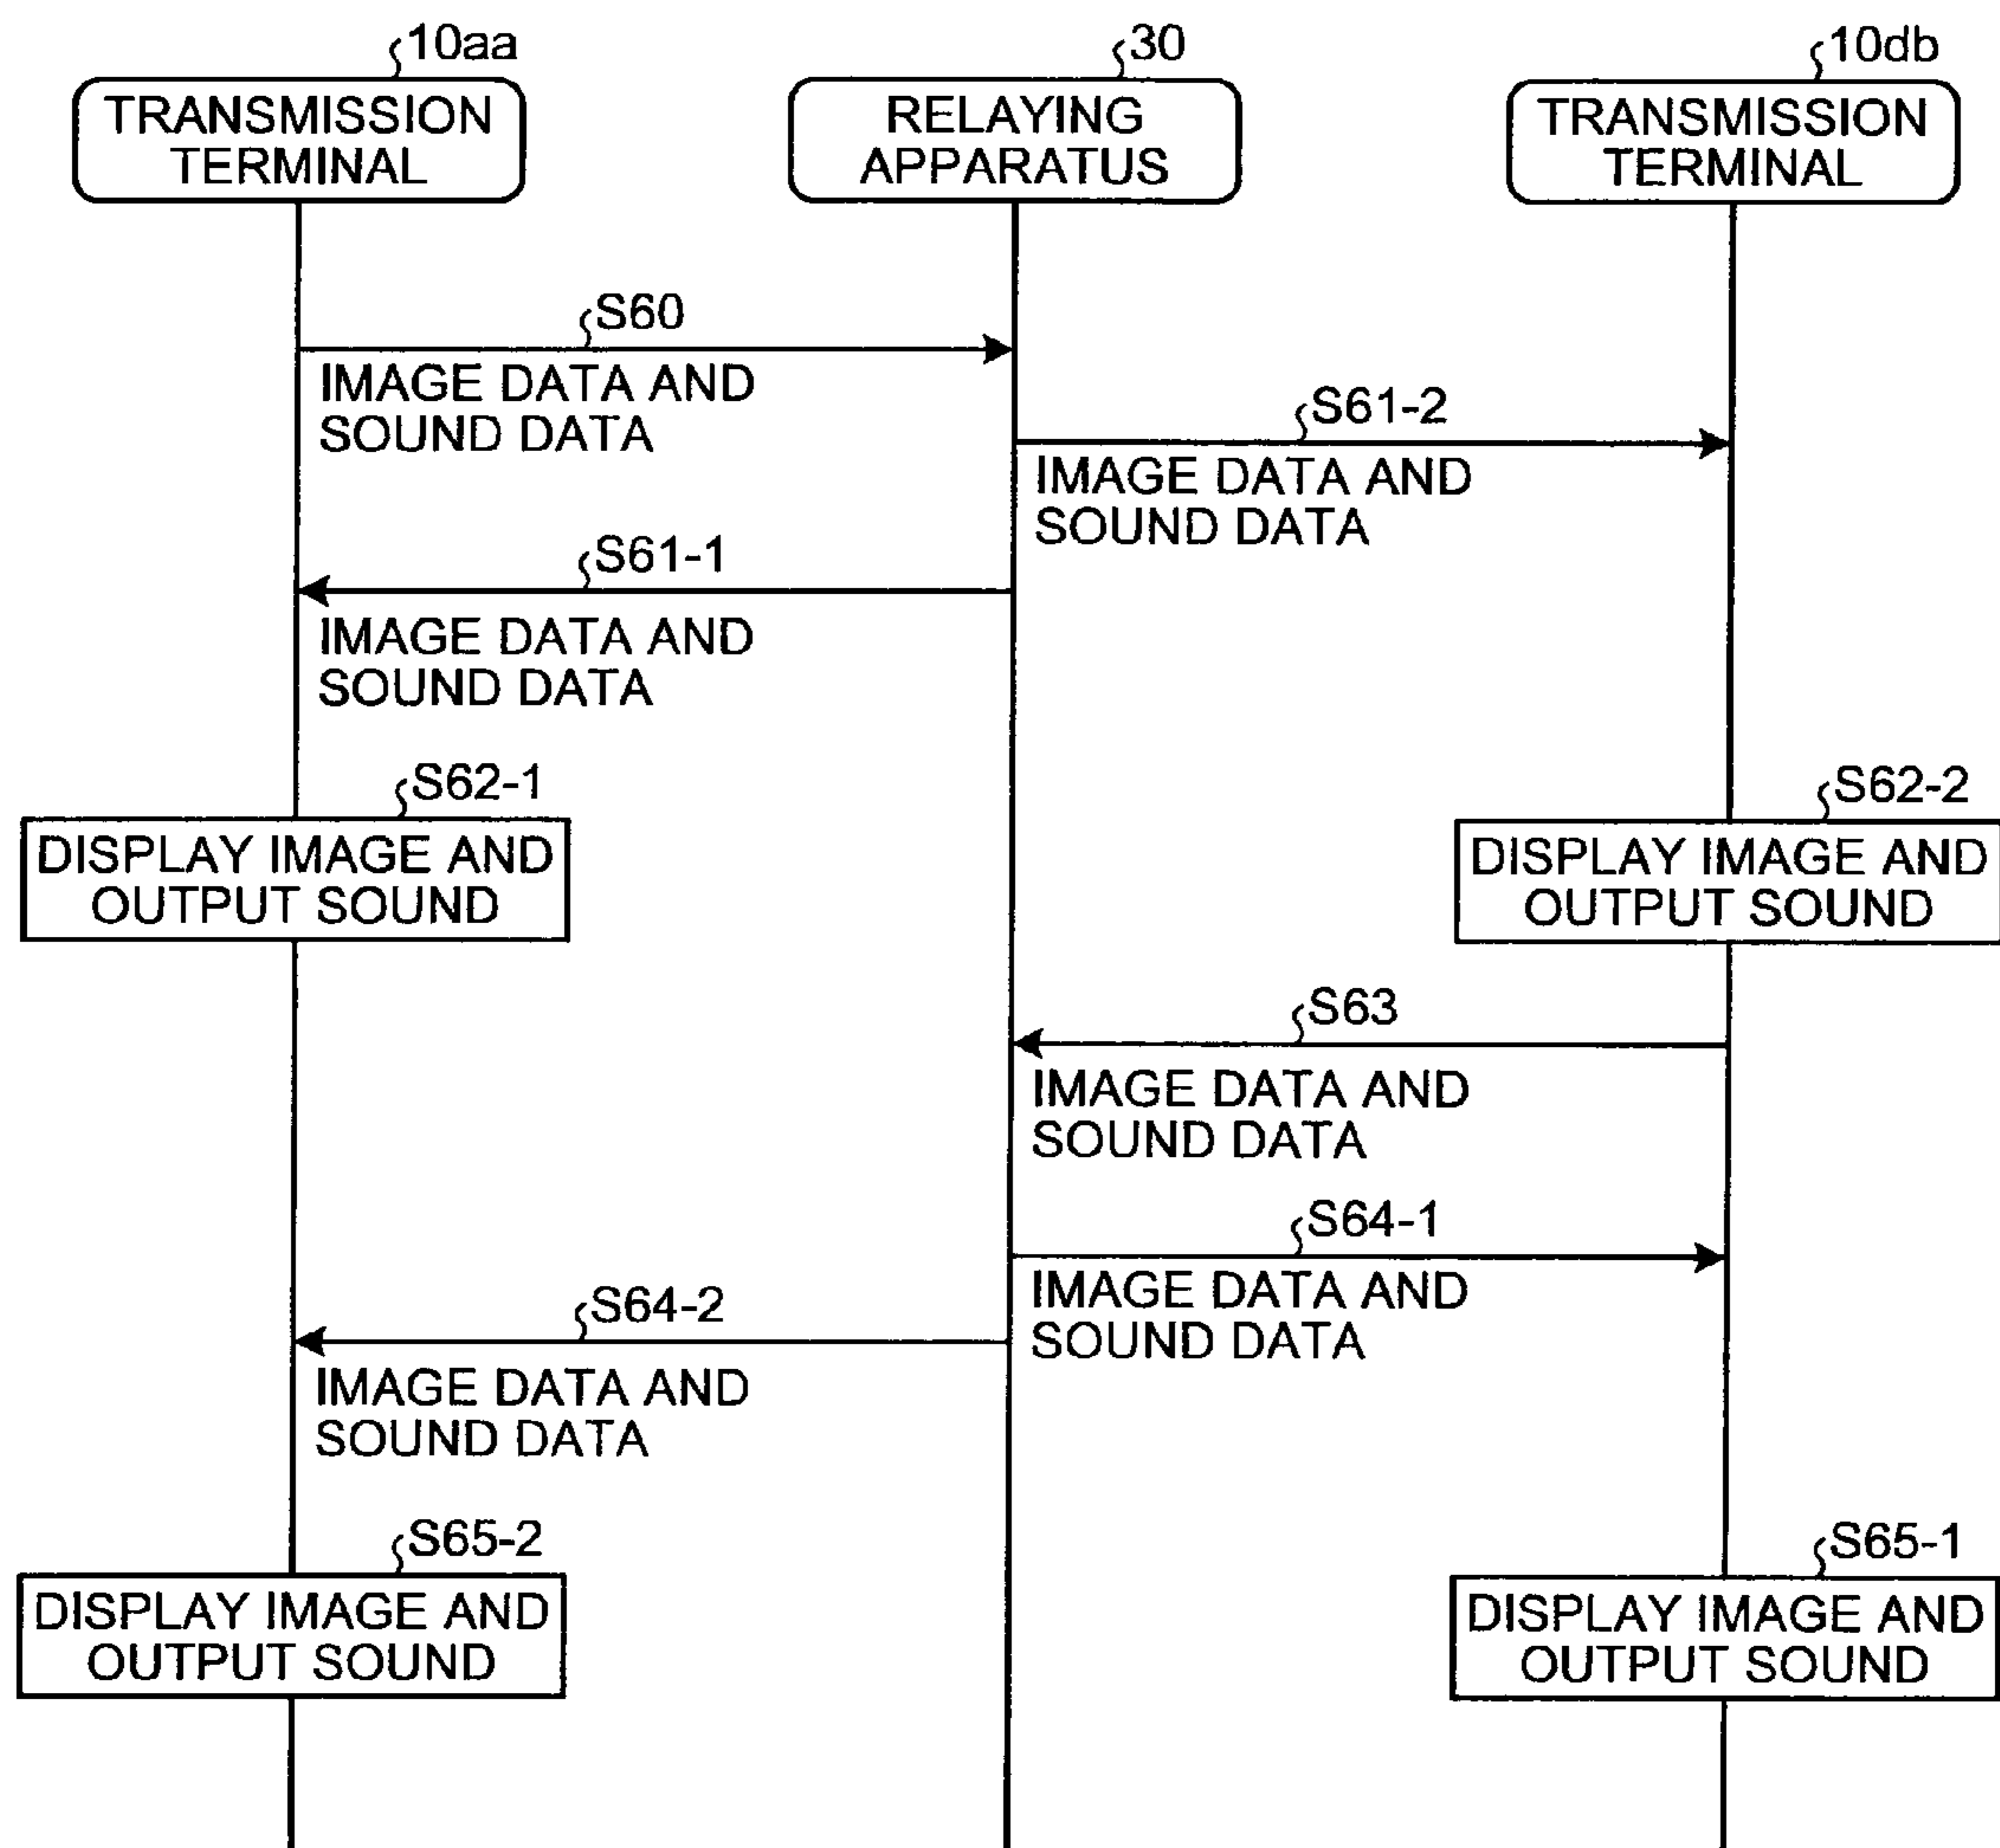 10aa
30
10db
TRANSMISSION
TERMINAL
RELAYING
APPARATUS
TRANSMISSION
TERMINAL
S60
IMAGE DATA AND
SOUND DATA
S61-2
IMAGE DATA AND
SOUND DATA
S61-1
IMAGE DATA AND
SOUND DATA
S62-1
DISPLAY IMAGE AND
OUTPUT SOUND
S62-2
DISPLAY IMAGE AND
OUTPUT SOUND
S63
IMAGE DATA AND
SOUND DATA
S64-1
IMAGE DATA AND
SOUND DATA
S64-2
IMAGE DATA AND
SOUND DATA
S65-2
DISPLAY IMAGE AND
OUTPUT SOUND
S65-1
DISPLAY IMAGE AND
OUTPUT SOUND